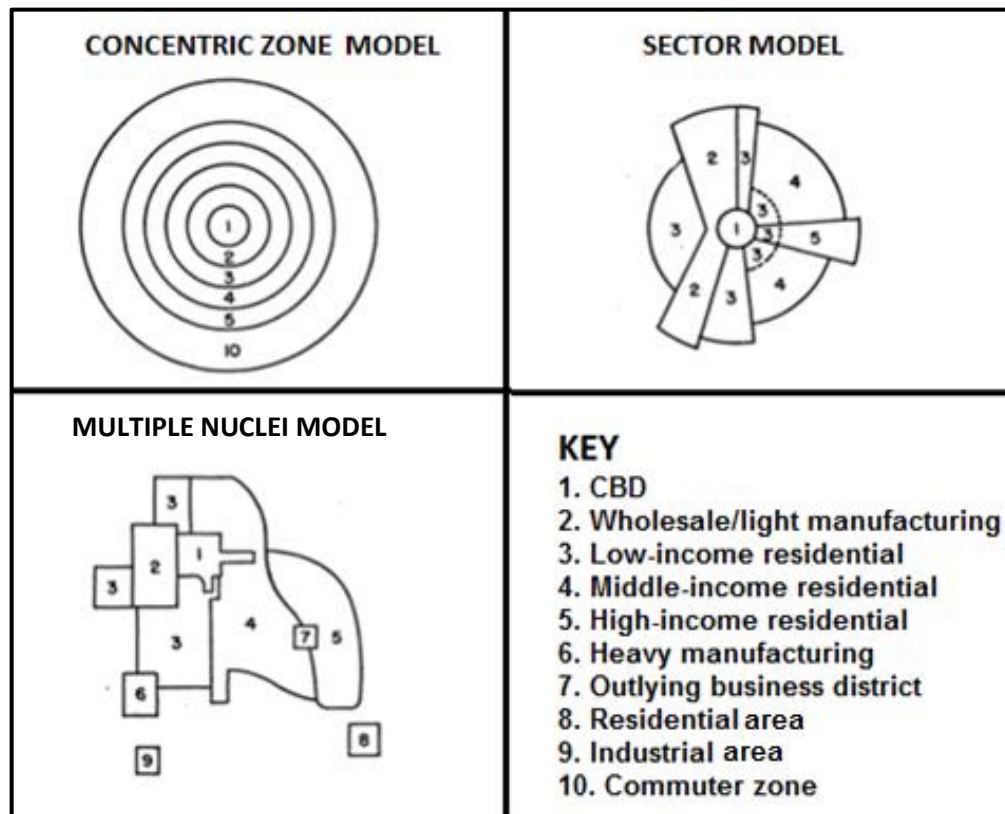 CONCENTRIC ZONE MODEL
1
2
3
4
5
10
SECTOR MODEL
2
3
4
3
3
1
3
5
3
2
3
4
MULTIPLE NUCLEI MODEL
3
1
2
3
3
4
7
5
6
8
9
KEY
1. CBD
2. Wholesale/light manufacturing
3. Low-income residential
4. Middle-income residential
5. High-income residential
6. Heavy manufacturing
7. Outlying business district
8. Residential area
9. Industrial area
10. Commuter zone